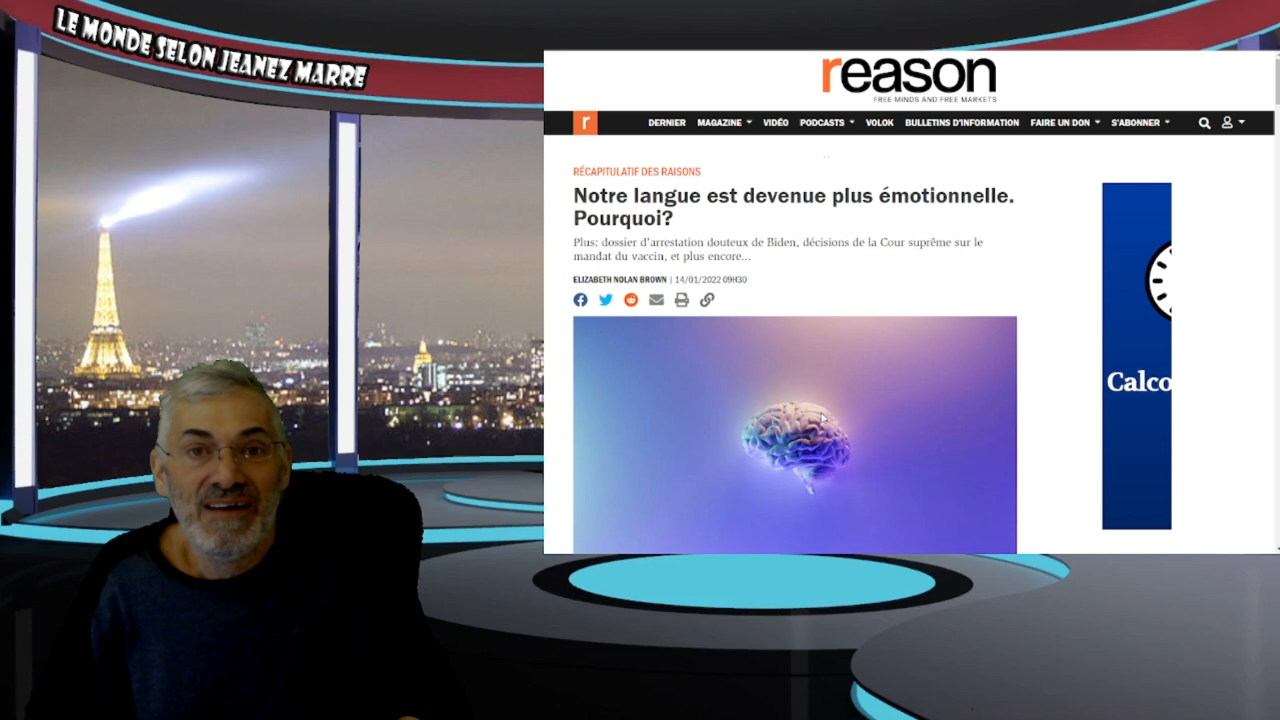 LE MONDE SELON JEANEZ MARRE
reason
FREE MINDS AND FREE MARKETS
r
DERNIER MAGAZINE VIDÉO PODCASTS VOLOK BULLETINS D'INFORMATION FAIRE UN DON S'ABONNER
RÉCAPITULATIF DES RAISONS
Notre langue est devenue plus émotionnelle.
Pourquoi?
Plus: dossier d'arrestation douteux de Biden, décisions de la Cour suprême sur le
mandat du vaccin, et plus encore...
ELIZABETH NOLAN BROWN | 14/01/2022 09H30
Calco